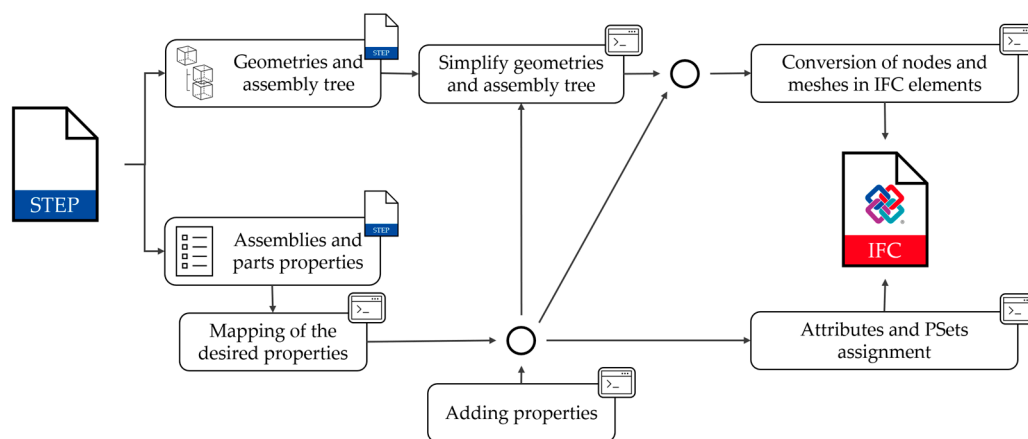 Geometries and
assembly tree
STEP
Simplify geometries
and assembly tree
>_
Conversion of nodes and
meshes in IFC elements
>_
STEP
Assemblies and
parts properties
STEP
IFC
®
Mapping of the
desired properties
>_
Attributes and PSets
assignment
>_
Adding properties
>_